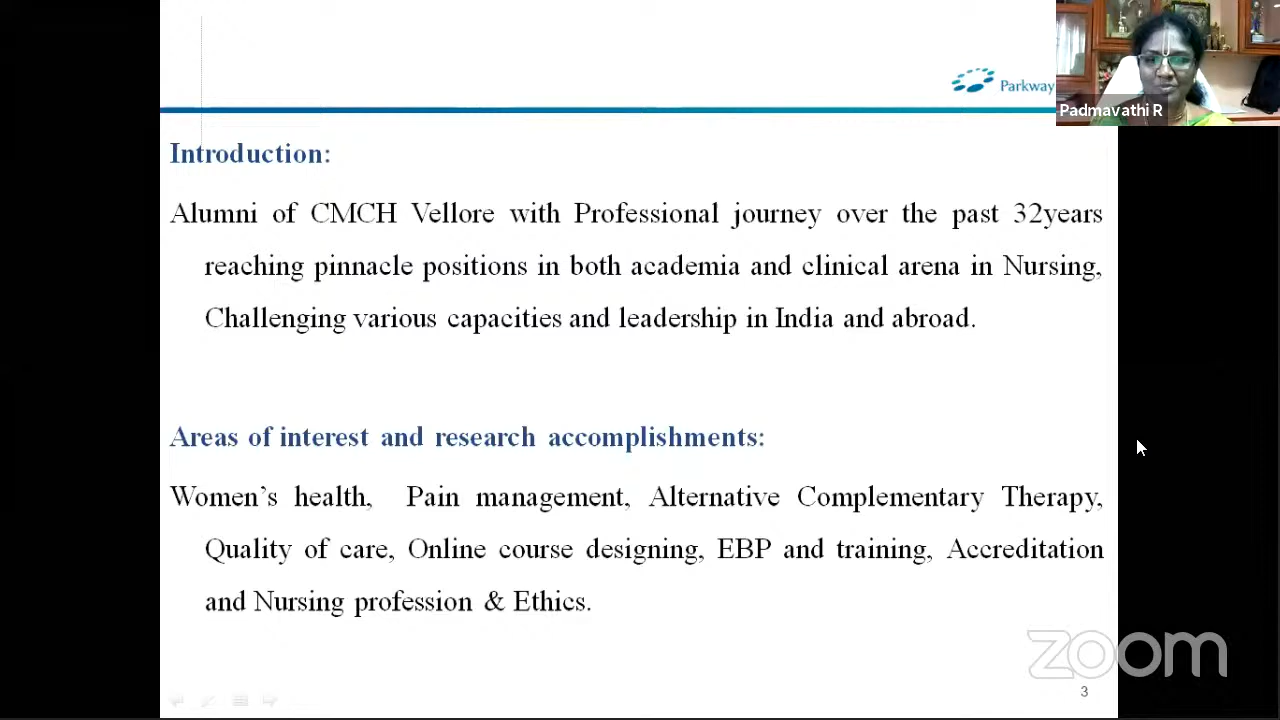 Parkway
Padmavathi R
Introduction:
Alumni of CMCH Vellore with Professional journey over the past 32years
reaching pinnacle positions in both academia and clinical arena in Nursing,
Challenging various capacities and leadership in India and abroad.
Areas of interest and research accomplishments:
Women's health, Pain management, Alternative Complementary Therapy,
Quality of care, Online course designing, EBP and training, Accreditation
and Nursing profession & Ethics.
zoom
3